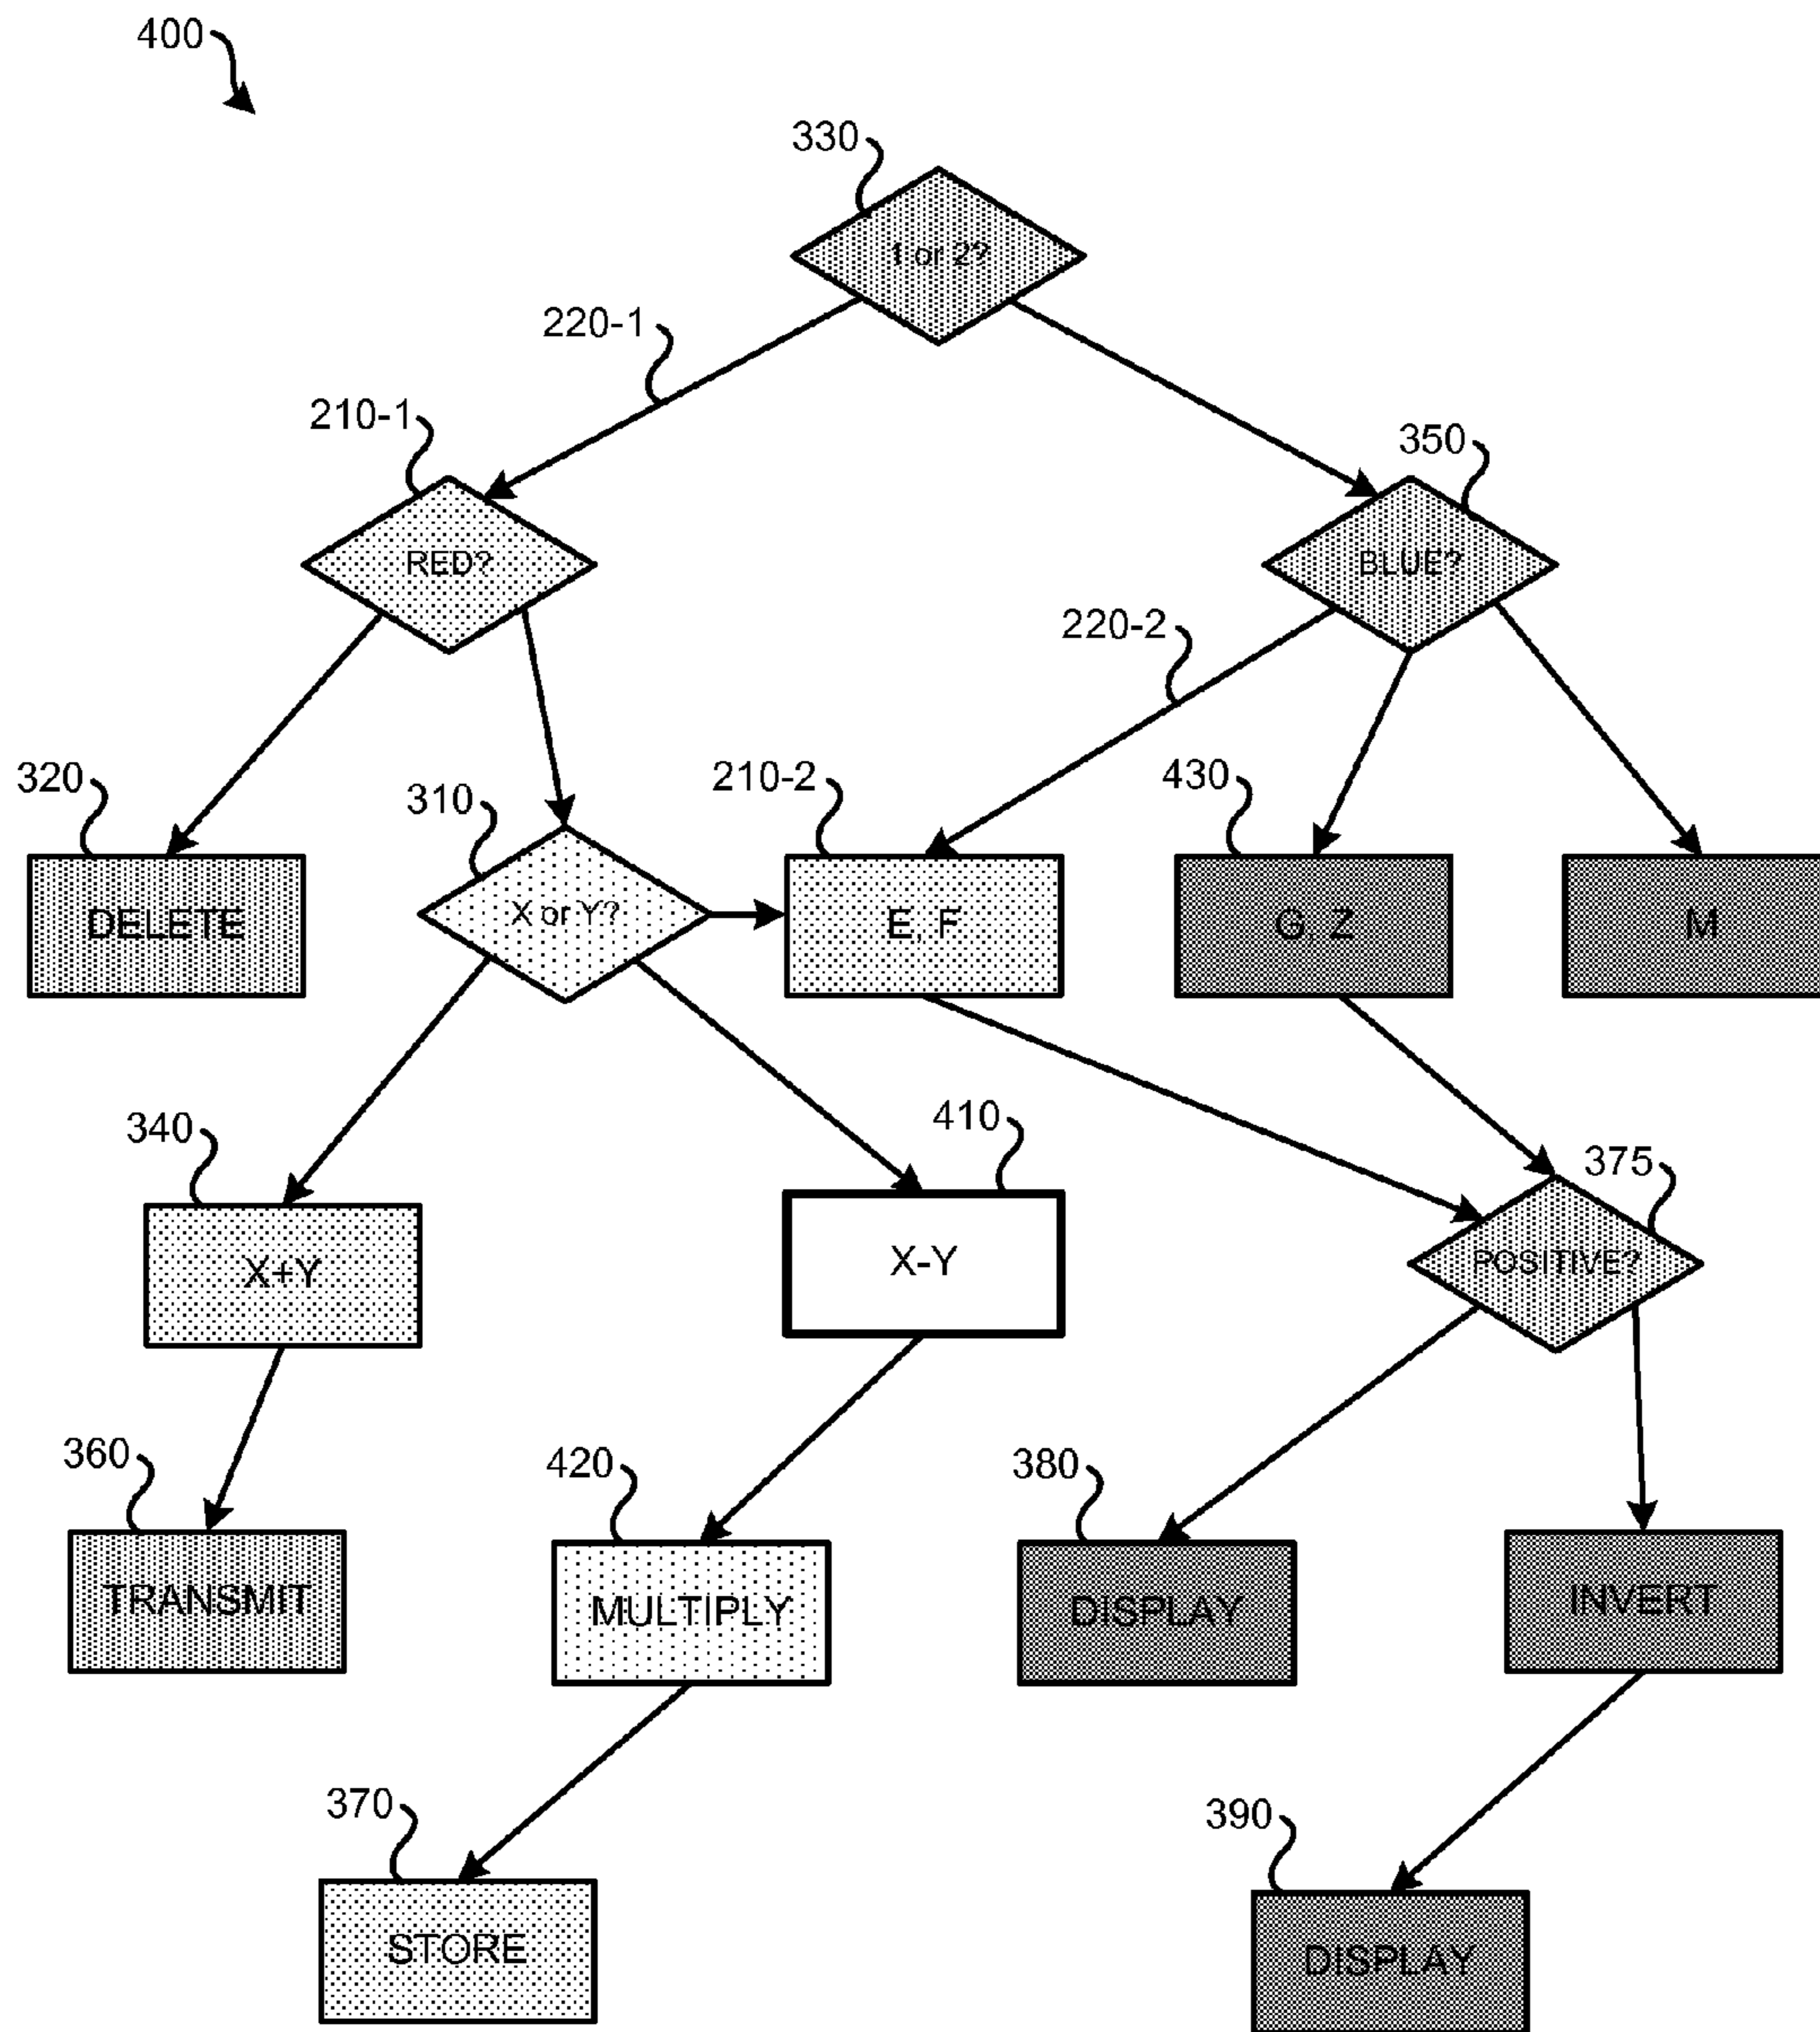 400
330
1 or 2?
220-1
210-1
350
RED?
BLUE?
220-2
320
310
210-2
430
DELETE
X or Y?
E, F
G, Z
M
340
410
375
X+Y
X-Y
POSITIVE?
360
420
380
TRANSMIT
MULTIPLY
DISPLAY
INVERT
370
390
STORE
DISPLAY